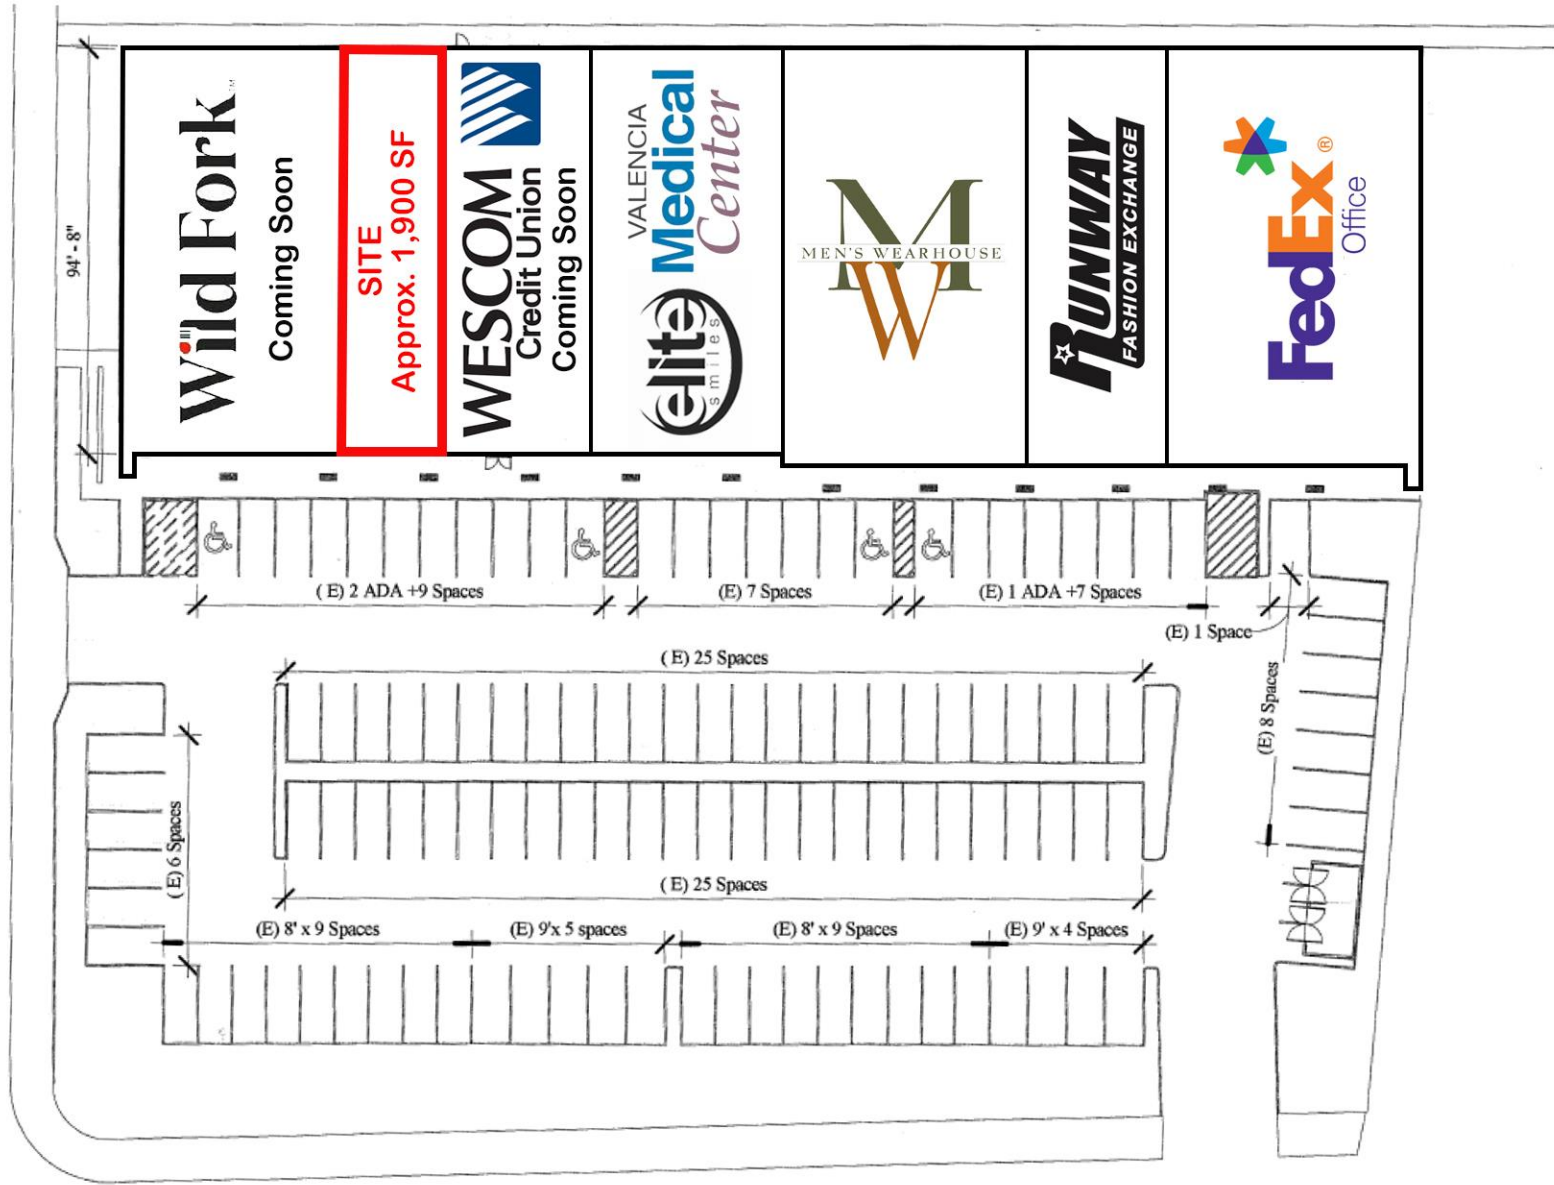 94' - 8"
Wild Fork™
Coming Soon
SITE
Approx. 1,900 SF
WESCOM
Credit Union
Coming Soon
VALENCIA
Medical
Center
elite
smiles
M
MEN'S WEARHOUSE
W
RUNWAY
FASHION EXCHANGE
FedEx®
Office
( E) 2 ADA +9 Spaces
(E) 7 Spaces
(E) 1 ADA +7 Spaces
(E) 1 Space
( E) 25 Spaces
(E) 8 Spaces
( E) 6 Spaces
( E) 25 Spaces
(E) 8' x 9 Spaces
(E) 9'x 5 spaces
(E) 8' x 9 Spaces
(E) 9' x 4 Spaces